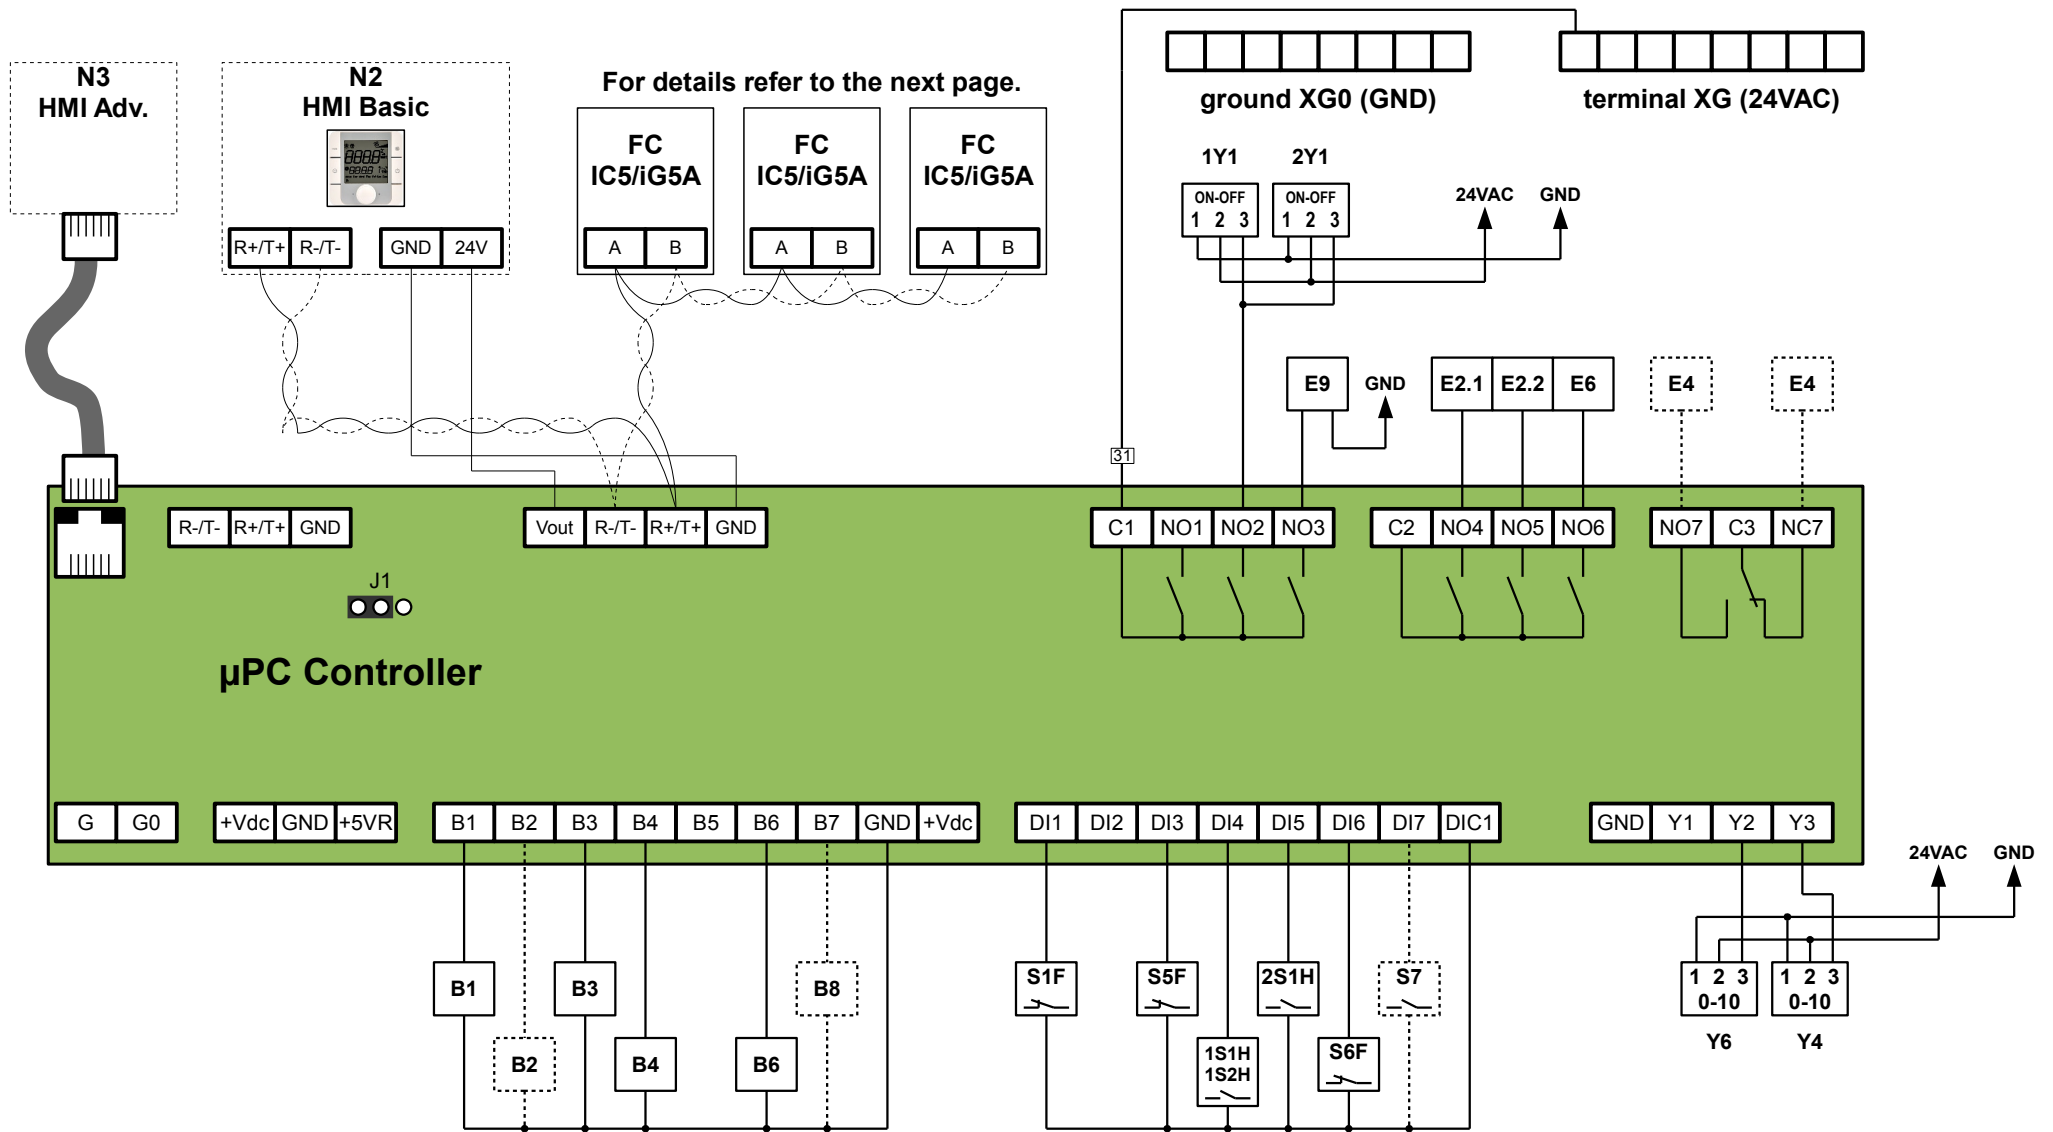 N3
HMI Adv.
N2
HMI Basic
R+/T+ R-/T- GND 24V
For details refer to the next page.
FC
IC5/iG5A
A B
FC
IC5/iG5A
A B
FC
IC5/iG5A
A B
ground XG0 (GND)
terminal XG (24VAC)
1Y1
ON-OFF
1 2 3
2Y1
ON-OFF
1 2 3
24VAC GND
E9 GND
E2.1 E2.2 E6
E4 E4
31
R-/T- R+/T+ GND
Vout R-/T- R+/T+ GND
C1 NO1 NO2 NO3
C2 NO4 NO5 NO6
NO7 C3 NC7
J1
µPC Controller
G G0
+Vdc GND +5VR
B1 B2 B3 B4 B5 B6 B7 GND +Vdc
DI1 DI2 DI3 DI4 DI5 DI6 DI7 DIC1
GND Y1 Y2 Y3
24VAC GND
B1 B3 B8
B2 B4 B6
S1F S5F 2S1H S7
1S1H
1S2H
S6F
1 2 3
0-10
Y6
1 2 3
0-10
Y4